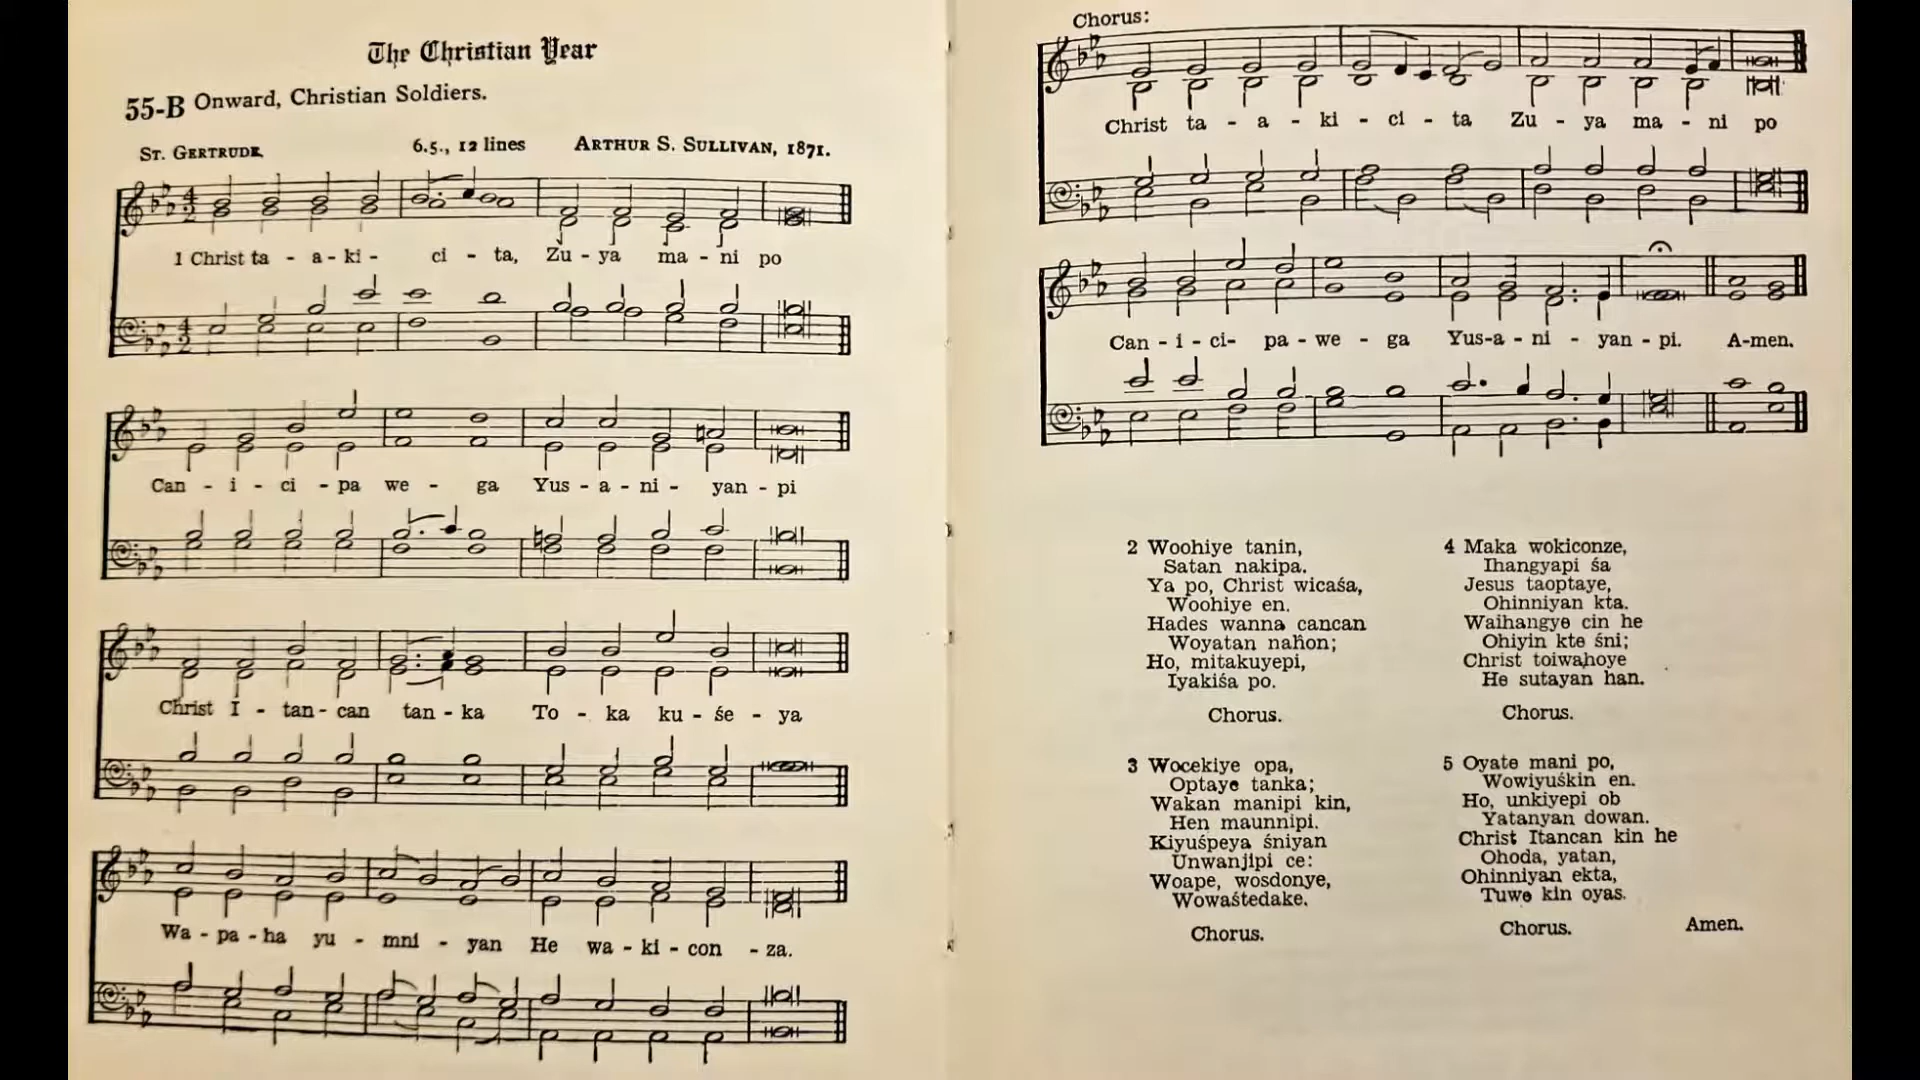 The Christian Year
55-B Onward, Christian Soldiers.
St. Gertrude. 6.5., 12 lines Arthur S. Sullivan, 1871.
1 Christ ta - a - ki - ci - ta, Zu - ya ma - ni po
Can - i - ci - pa we - ga Yus - a - ni - yan - pi
Christ I - tan - can tan - ka To - ka ku - śe - ya
Wa - pa - ha yu - mni - yan He wa - ki - con - za.
Chorus:
Christ ta - a - ki - ci - ta Zu - ya ma - ni po
Can - i - ci- pa - we - ga Yus-a - ni - yan - pi. A-men.
2 Woohiye tanin,
Satan nakipa.
Ya po, Christ wicaśa,
Woohiye en.
Hades wanna cancan
Woyatan naȟon;
Ho, mitakuyepi,
Iyakiśa po.
Chorus.
3 Wocekiye opa,
Optaye tanka;
Wakan manipi kin,
Hen maunnipi.
Kiyuśpeya śniyan
Unwanjipi ce:
Woape, wosdonye,
Wowaśtedake.
Chorus.
4 Maka wokiconze,
Ihangyapi śa
Jesus taoptaye,
Ohinniyan kta.
Waihangye cin he
Ohiyin kte śni;
Christ toiwahoye
He sutayan han.
Chorus.
5 Oyate mani po,
Wowiyuśkin en.
Ho, unkiyepi ob
Yatanyan dowan.
Christ Itancan kin he
Ohoda, yatan,
Ohinniyan ekta,
Tuwe kin oyas.
Chorus. Amen.